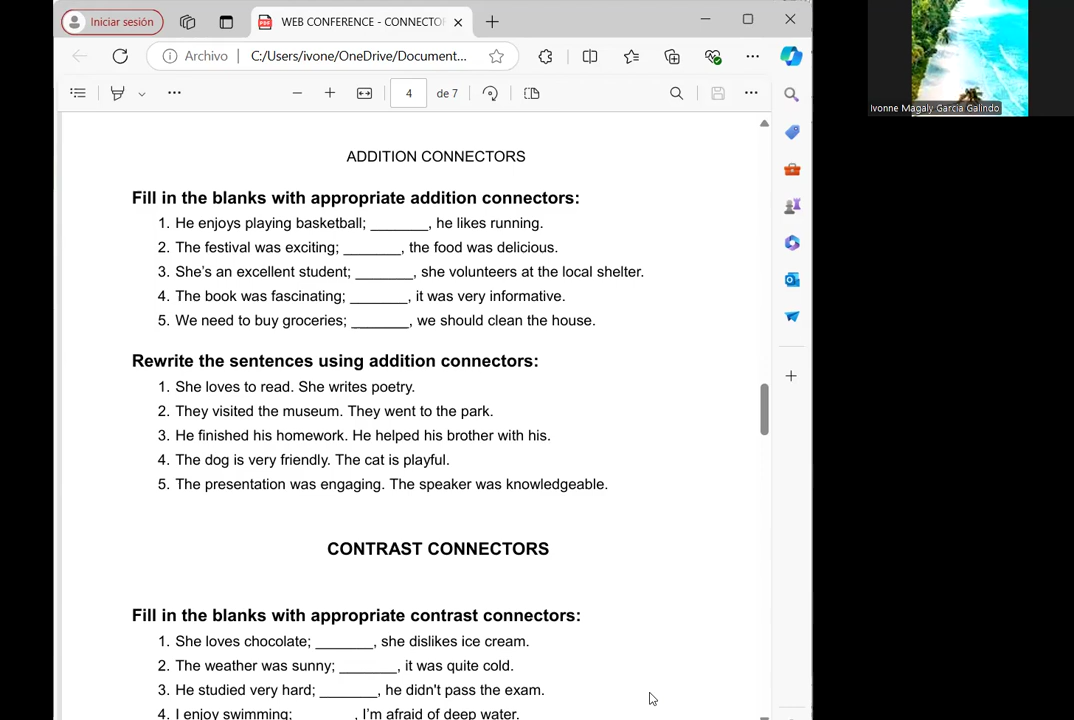 Iniciar sesión
WEB CONFERENCE - CONNECTO
Archivo
C:/Users/ivone/OneDrive/Document...
4 de 7
Ivonne Magaly García Galindo
ADDITION CONNECTORS
Fill in the blanks with appropriate addition connectors:
1. He enjoys playing basketball; _______, he likes running.
2. The festival was exciting; _______, the food was delicious.
3. She's an excellent student; _______, she volunteers at the local shelter.
4. The book was fascinating; _______, it was very informative.
5. We need to buy groceries; _______, we should clean the house.
Rewrite the sentences using addition connectors:
1. She loves to read. She writes poetry.
2. They visited the museum. They went to the park.
3. He finished his homework. He helped his brother with his.
4. The dog is very friendly. The cat is playful.
5. The presentation was engaging. The speaker was knowledgeable.
CONTRAST CONNECTORS
Fill in the blanks with appropriate contrast connectors:
1. She loves chocolate; _______, she dislikes ice cream.
2. The weather was sunny; _______, it was quite cold.
3. He studied very hard; _______, he didn't pass the exam.
4. I enjoy swimming; _______, I'm afraid of deep water.